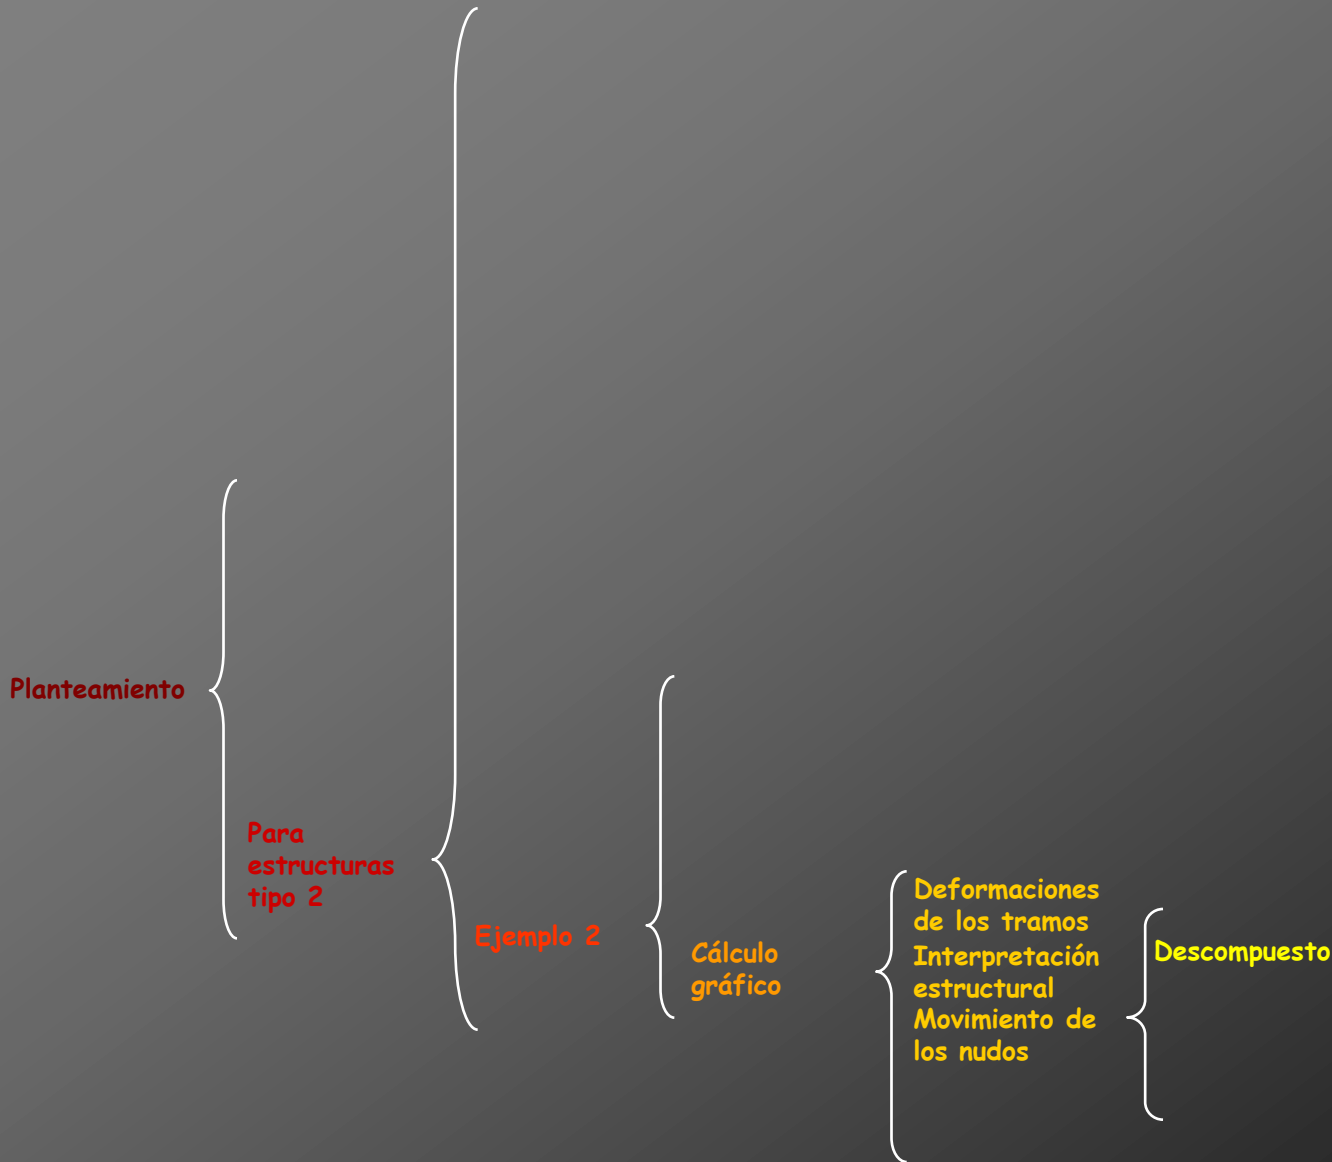 Planteamiento
Para
estructuras
tipo 2
Ejemplo 2
Cálculo
gráfico
Deformaciones
de los tramos
Interpretación
estructural
Movimiento de
los nudos
Descompuesto